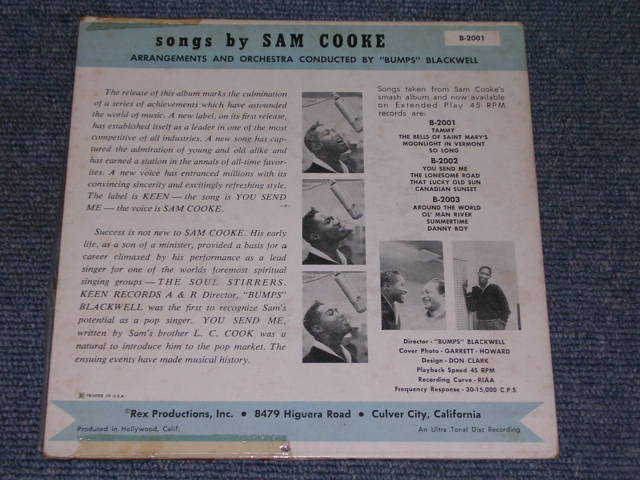 songs by SAM COOKE
B-2001
ARRANGEMENTS AND ORCHESTRA CONDUCTED BY "BUMPS" BLACKWELL
The release of this album marks the culmination
of a series of achievements which have astounded
the world of music. A new label, on its first release,
has established itself as a leader in one of the most
competitive of all industries. A new song has cap-
tured the admiration of young and old alike and
has earned a station in the annals of all-time favor-
ites. A new voice has entranced millions with its
convincing sincerity and excitingly refreshing style.
The label is KEEN — the song is YOU SEND
ME — the voice is SAM COOKE.
Success is not new to SAM COOKE. His early
life, as a son of a minister, provided a basis for a
career climaxed by his performance as a lead
singer for one of the worlds foremost spiritual
singing groups — THE SOUL STIRRERS.
KEEN RECORDS A & R Director, "BUMPS"
BLACKWELL was the first to recognize Sam's
potential as a pop singer. YOU SEND ME,
written by Sam's brother L. C. COOK was a
natural to introduce him to the pop market. The
ensuing events have made musical history.
PRINTED IN U.S.A.
Songs taken from Sam Cooke's
smash album and now available
on Extended Play 45 RPM
records are:
B-2001
TAMMY
THE BELLS OF SAINT MARY'S
MOONLIGHT IN VERMONT
SO LONG
B-2002
YOU SEND ME
THE LONESOME ROAD
THAT LUCKY OLD SUN
CANADIAN SUNSET
B-2003
AROUND THE WORLD
OL' MAN RIVER
SUMMERTIME
DANNY BOY
Director - "BUMPS" BLACKWELL
Cover Photo - GARRETT - HOWARD
Design - DON CLARK
Playback Speed 45 RPM
Recording Curve - RIAA
Frequency Response - 30-15,000 C.P.S.
©Rex Productions, Inc. • 8479 Higuera Road • Culver City, California
Produced in Hollywood, Calif.
An Ultra Tonal Disc Recording